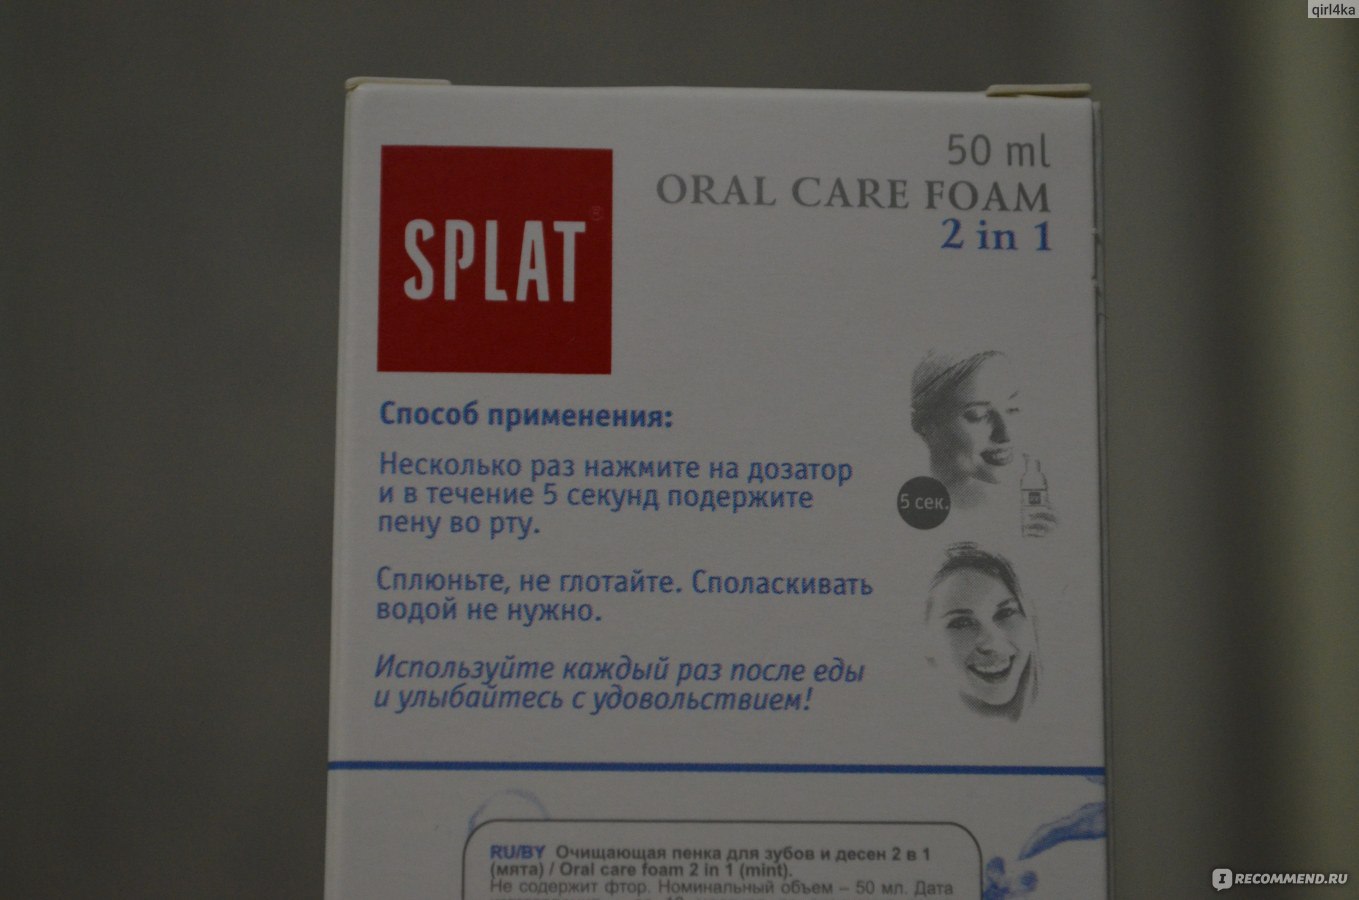 qirl4ka
50 ml
ORAL CARE FOAM
2 in 1
SPLAT®
Способ применения:
Несколько раз нажмите на дозатор
и в течение 5 секунд подержите
пену во рту.
5 сек.
Сплюньте, не глотайте. Споласкивать
водой не нужно.
Используйте каждый раз после еды
и улыбайтесь с удовольствием!
RU/BY Очищающая пенка для зубов и десен 2 в 1
(мята) / Oral care foam 2 in 1 (mint).
Не содержит фтор. Номинальный объем – 50 мл. Дата
IRECOMMEND.RU